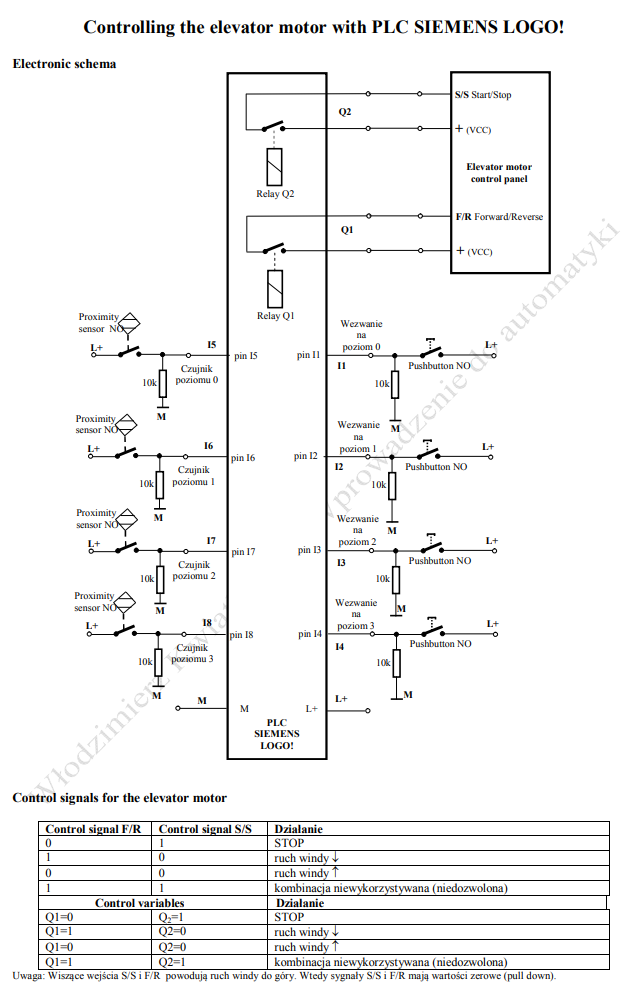 Controlling the elevator motor with PLC SIEMENS LOGO!
Electronic schema
S/S Start/Stop
Q2
+ (VCC)
Elevator motor
control panel
Relay Q2
F/R Forward/Reverse
Q1
+ (VCC)
Relay Q1
Proximity
sensor NO
L+
I5
Czujnik
poziomu 0
pin I5
10k
M
Wezwanie
na
poziom 0
pin I1
I1
L+
Pushbutton NO
10k
M
Proximity
sensor NO
L+
I6
Czujnik
poziomu 1
pin I6
10k
M
Wezwanie
na
poziom 1
pin I2
I2
L+
Pushbutton NO
10k
M
Proximity
sensor NO
L+
I7
Czujnik
poziomu 2
pin I7
10k
M
Wezwanie
na
poziom 2
pin I3
I3
L+
Pushbutton NO
10k
M
Proximity
sensor NO
L+
I8
Czujnik
poziomu 3
pin I8
10k
M
Wezwanie
na
poziom 3
pin I4
I4
L+
Pushbutton NO
10k
M
M
M
L+
L+
PLC
SIEMENS
LOGO!
Control signals for the elevator motor
Control signal F/R Control signal S/S Działanie
0 1 STOP
1 0 ruch windy ↓
0 0 ruch windy ↑
1 1 kombinacja niewykorzystywana (niedozwolona)
Control variables Działanie
Q1=0 Q₂=1 STOP
Q1=1 Q2=0 ruch windy ↓
Q1=0 Q2=0 ruch windy ↑
Q1=1 Q2=1 kombinacja niewykorzystywana (niedozwolona)
Uwaga: Wiszące wejścia S/S i F/R powodują ruch windy do góry. Wtedy sygnały S/S i F/R mają wartości zerowe (pull down).
Włodzimierz
wprowadzenie do automatyki